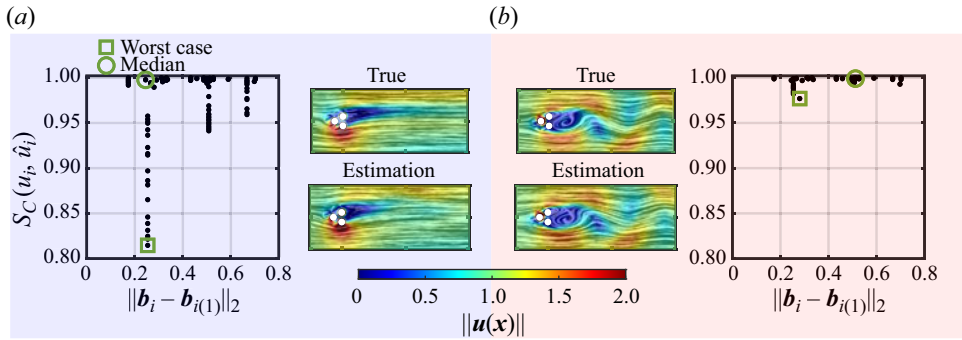 (a)
(b)
Worst case
Median
1.00
0.95
0.90
0.85
0.80
S_C(u_i, û_i)
0 0.2 0.4 0.6 0.8
||b_i − b_{i(1)}||_2
True
Estimation
True
Estimation
0 0.5 1.0 1.5 2.0
||u(x)||
1.00
0.95
0.90
0.85
0.80
0 0.2 0.4 0.6 0.8
||b_i − b_{i(1)}||_2